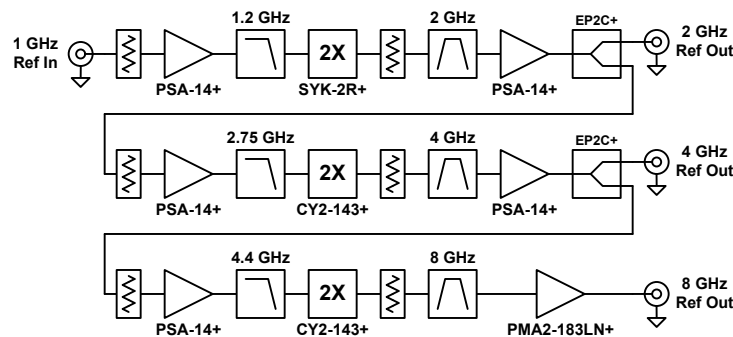 1 GHz
Ref In
PSA-14+
1.2 GHz
2X
SYK-2R+
2 GHz
PSA-14+
EP2C+
2 GHz
Ref Out
PSA-14+
2.75 GHz
2X
CY2-143+
4 GHz
PSA-14+
EP2C+
4 GHz
Ref Out
PSA-14+
4.4 GHz
2X
CY2-143+
8 GHz
PMA2-183LN+
8 GHz
Ref Out